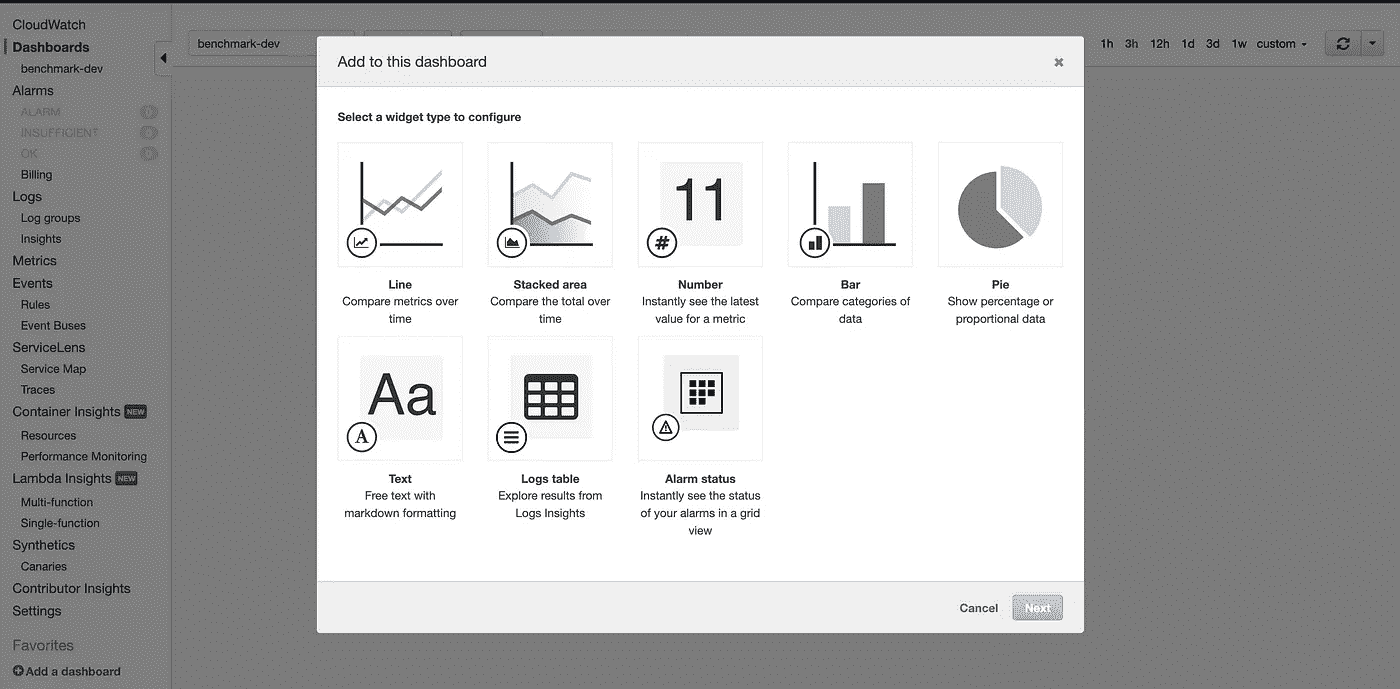 CloudWatch
Dashboards
benchmark-dev
Alarms
ALARM
INSUFFICIENT
OK
Billing
Logs
Log groups
Insights
Metrics
Events
Rules
Event Buses
ServiceLens
Service Map
Traces
Container Insights NEW
Resources
Performance Monitoring
Lambda Insights NEW
Multi-function
Single-function
Synthetics
Canaries
Contributor Insights
Settings
Favorites
Add a dashboard
benchmark-dev
1h 3h 12h 1d 3d 1w custom
Add to this dashboard
Select a widget type to configure
11
#
Line
Compare metrics over
time
Stacked area
Compare the total over
time
Number
Instantly see the latest
value for a metric
Bar
Compare categories of
data
Pie
Show percentage or
proportional data
Aa
A
Text
Free text with
markdown formatting
Logs table
Explore results from
Logs Insights
Alarm status
Instantly see the status
of your alarms in a grid
view
Cancel
Next